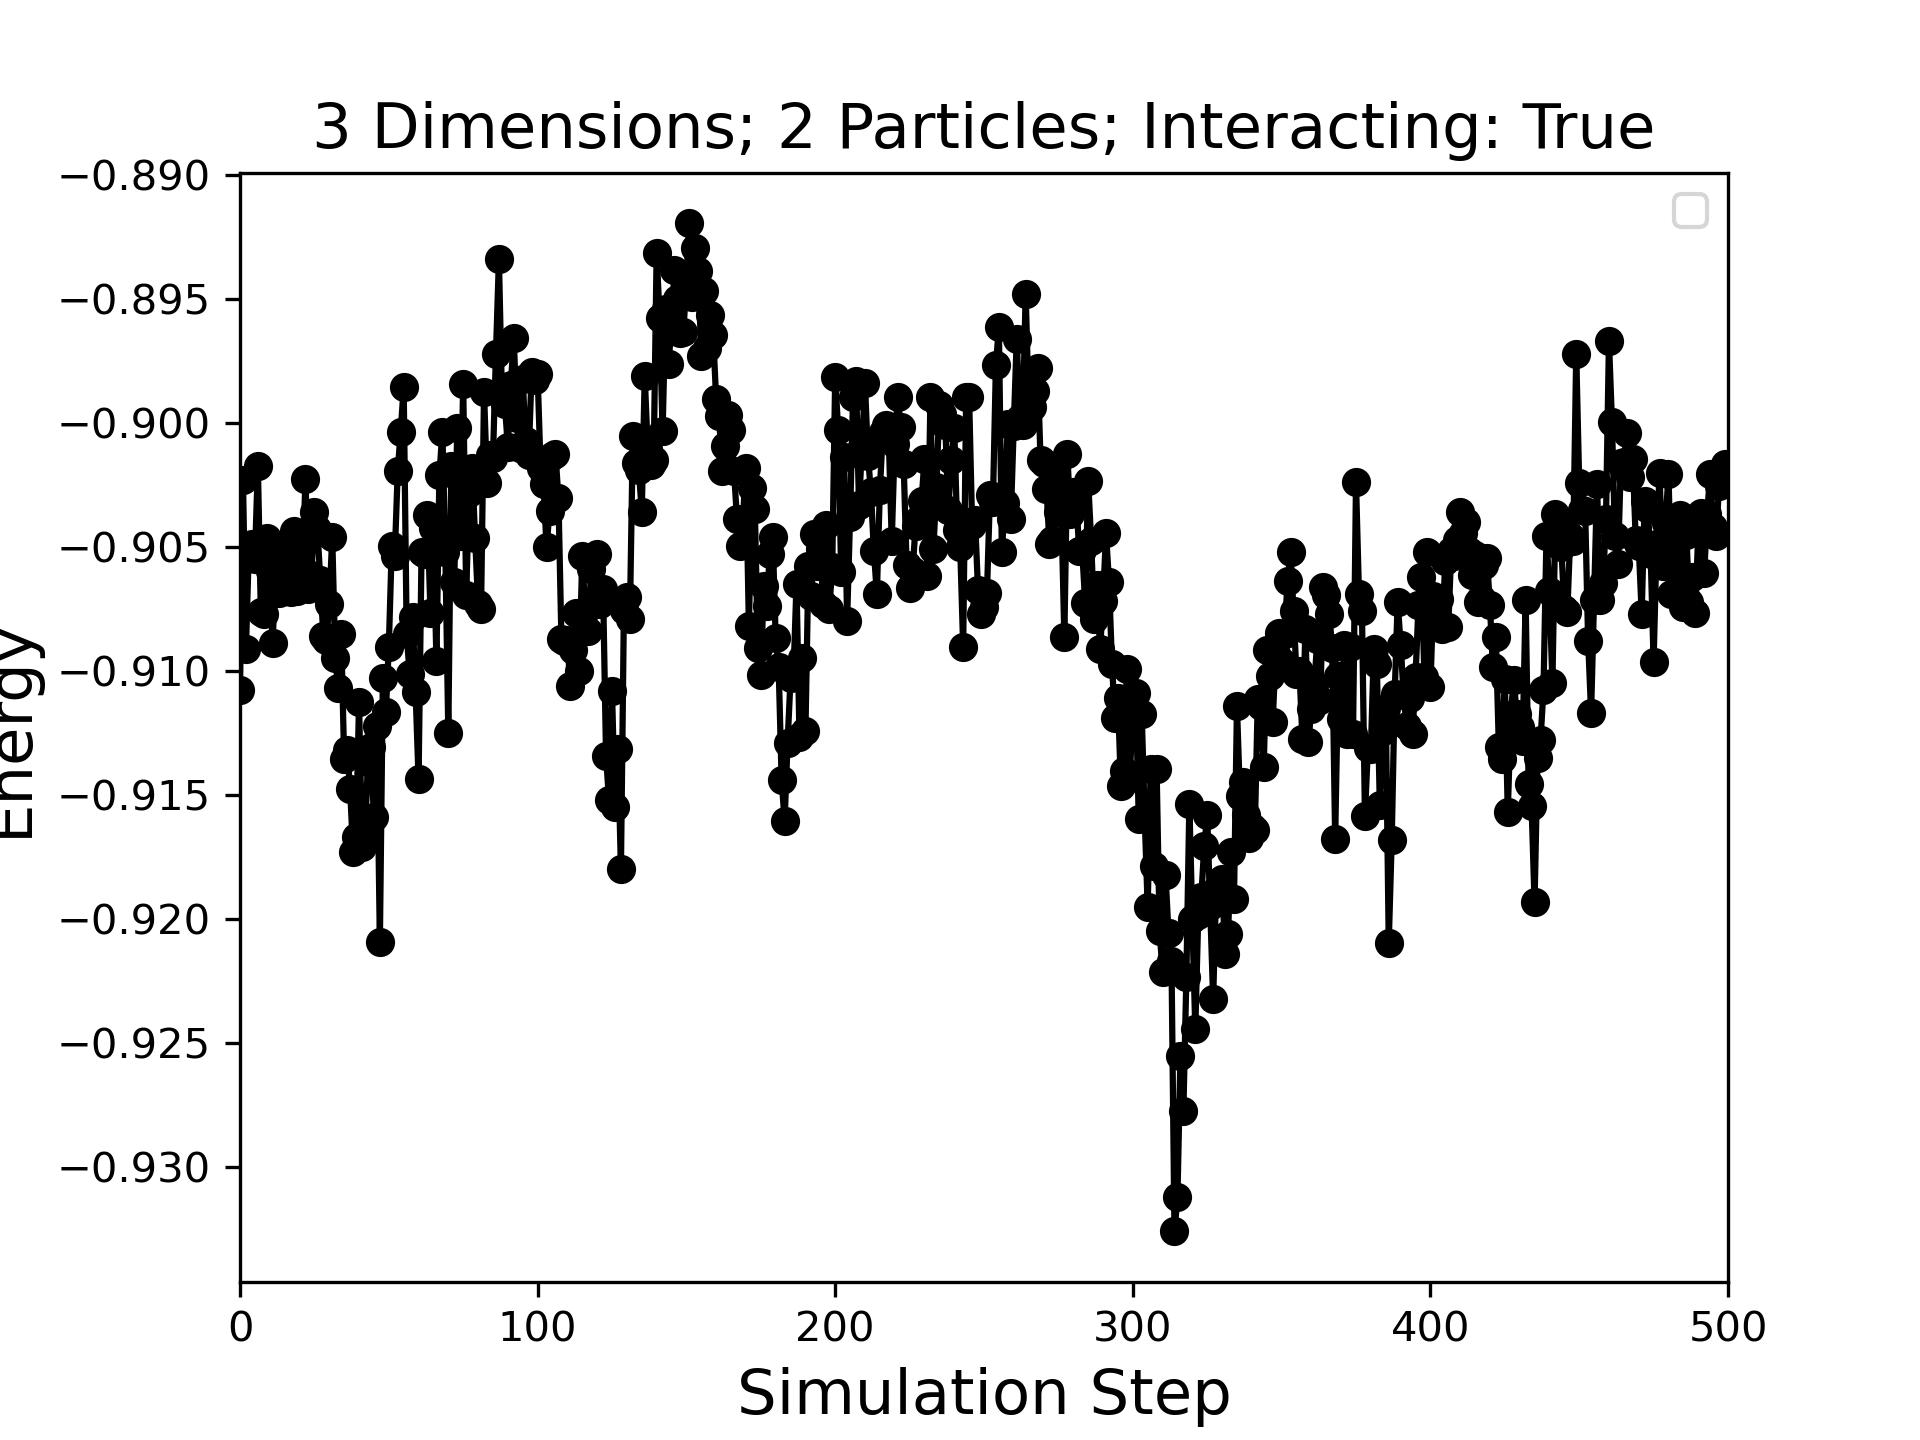 3 Dimensions; 2 Particles; Interacting: True
−0.890
−0.895
−0.900
−0.905
−0.910
−0.915
−0.920
−0.925
−0.930
Energy
0 100 200 300 400 500
Simulation Step